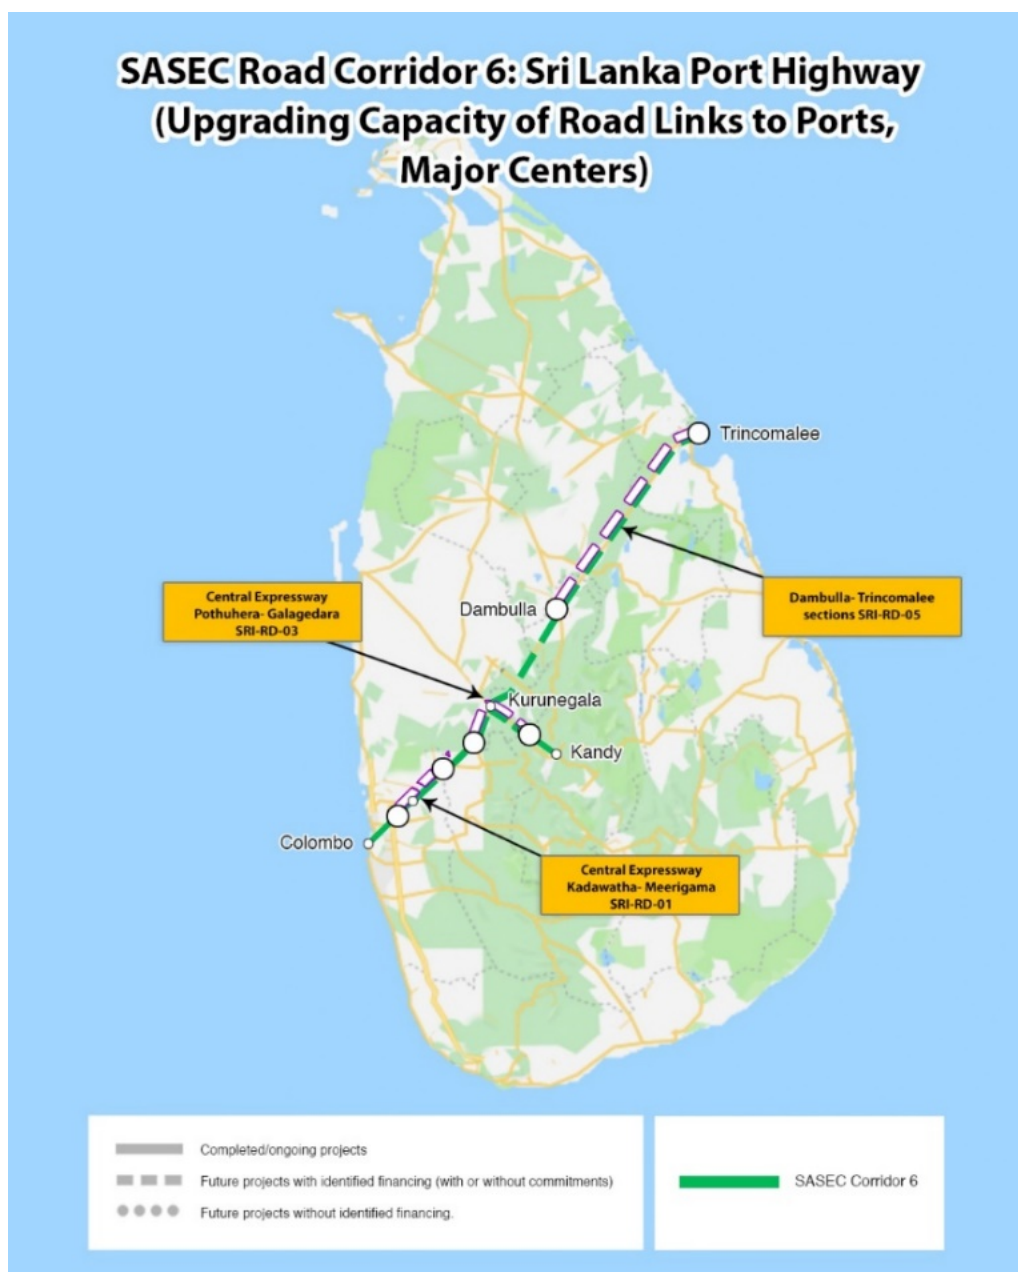 SASEC Road Corridor 6: Sri Lanka Port Highway
(Upgrading Capacity of Road Links to Ports,
Major Centers)
Trincomalee
Central Expressway
Pothuhera- Galagedara
SRI-RD-03
Dambulla- Trincomalee
sections SRI-RD-05
Dambulla
Kurunegala
Kandy
Colombo
Central Expressway
Kadawatha- Meerigama
SRI-RD-01
Completed/ongoing projects
Future projects with identified financing (with or without commitments)
Future projects without identified financing.
SASEC Corridor 6